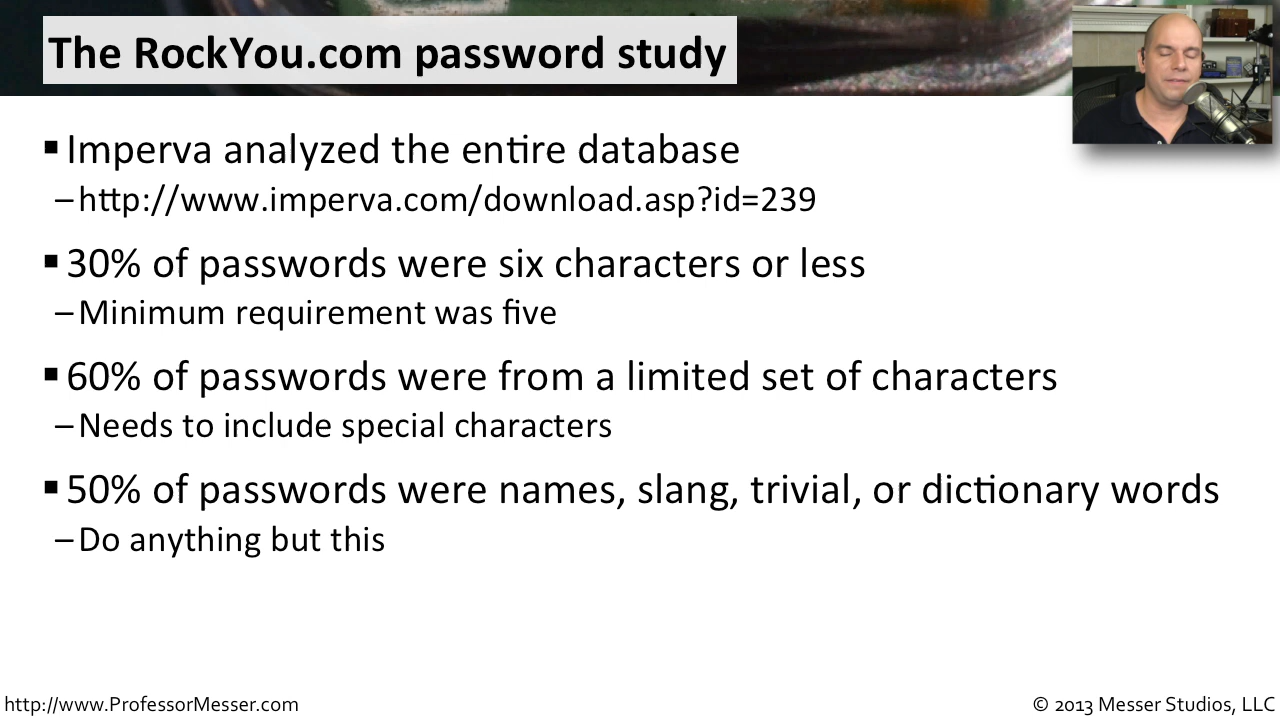 The RockYou.com password study
▪ Imperva analyzed the entire database
– http://www.imperva.com/download.asp?id=239
▪ 30% of passwords were six characters or less
– Minimum requirement was five
▪ 60% of passwords were from a limited set of characters
– Needs to include special characters
▪ 50% of passwords were names, slang, trivial, or dictionary words
– Do anything but this
http://www.ProfessorMesser.com
© 2013 Messer Studios, LLC